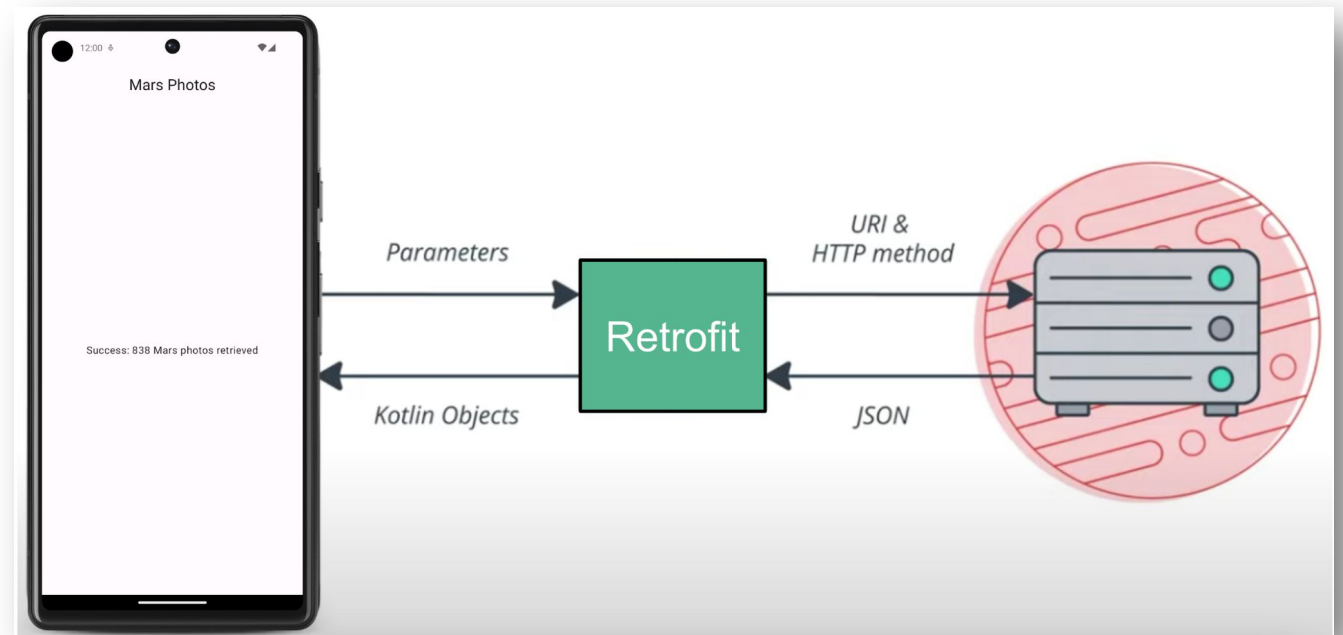 12:00
Mars Photos
Success: 838 Mars photos retrieved
Parameters
Kotlin Objects
Retrofit
URI &
HTTP method
JSON